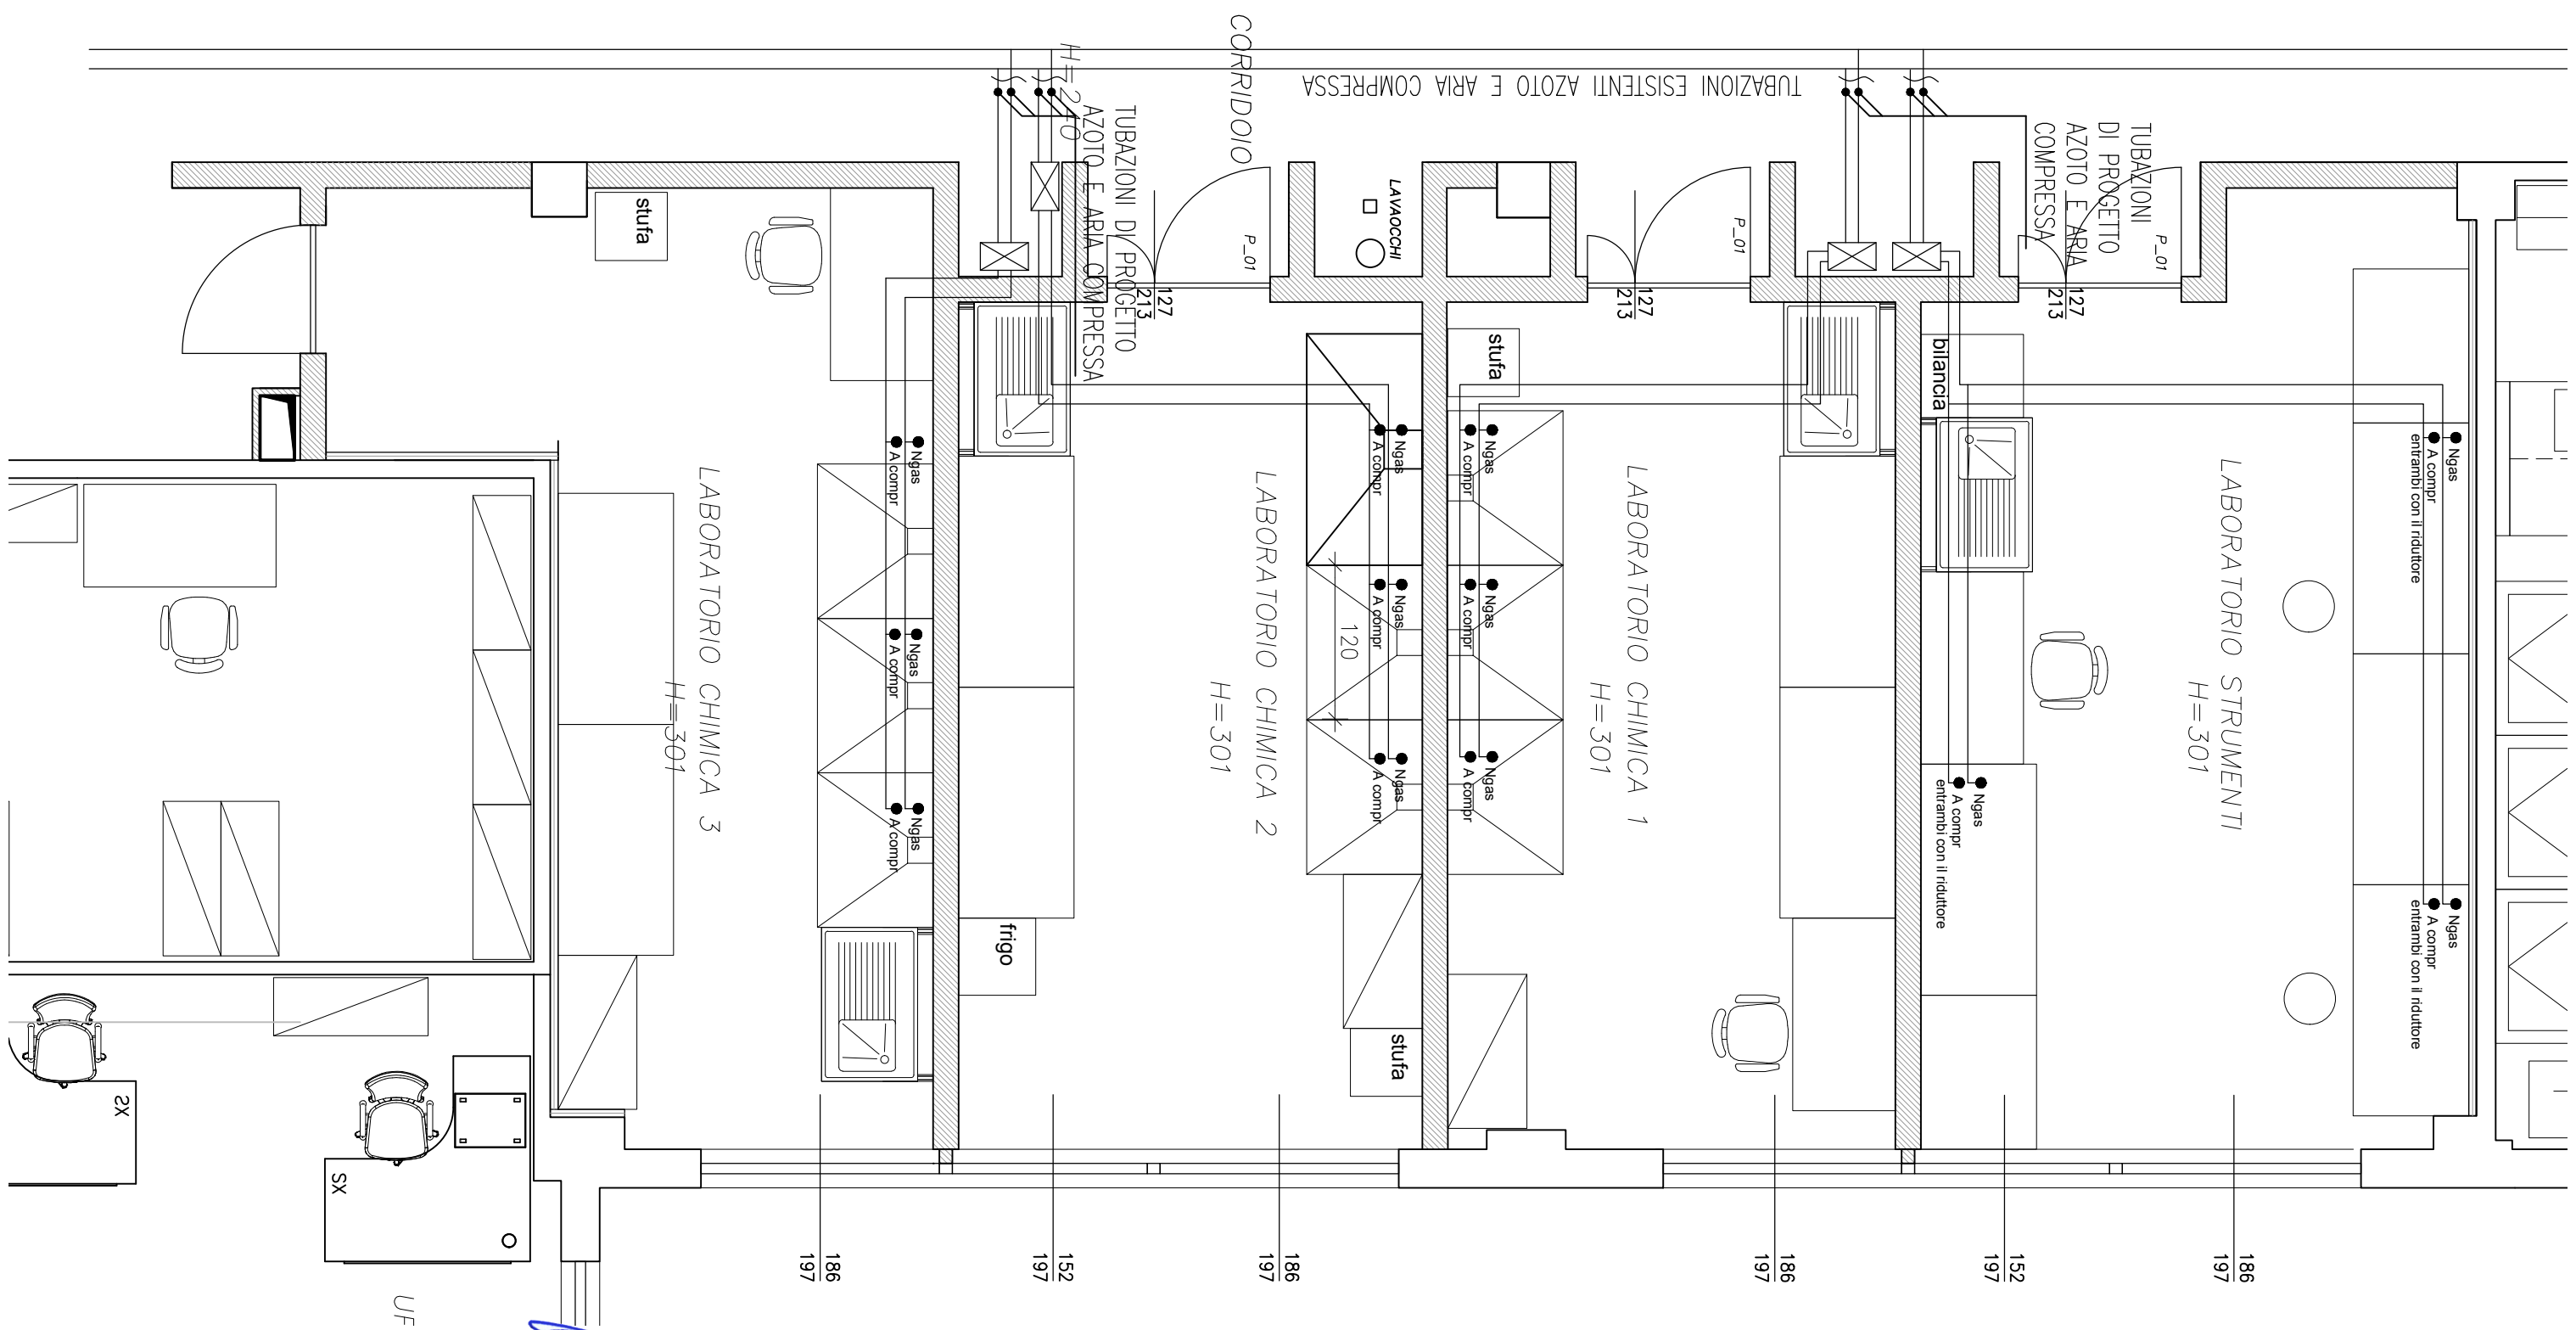 CORRIDOIO
H=240
TUBAZIONI ESISTENTI AZOTO E ARIA COMPRESSA
TUBAZIONI DI PROGETTO
AZOTO E ARIA COMPRESSA
TUBAZIONI
DI PROGETTO
AZOTO E ARIA
COMPRESSA
LAVAOCCHI
P_01
127
213
P_01
127
213
P_01
127
213
stufa
LABORATORIO CHIMICA 3
H=301
Ngas
A compr
Ngas
A compr
Ngas
A compr
LABORATORIO CHIMICA 2
H=301
frigo
120
Ngas
A compr
Ngas
A compr
Ngas
A compr
stufa
stufa
Ngas
A compr
Ngas
A compr
Ngas
A compr
LABORATORIO CHIMICA 1
H=301
bilancia
Ngas
A compr
entrambi con il riduttore
LABORATORIO STRUMENTI
H=301
Ngas
A compr
entrambi con il riduttore
Ngas
A compr
entrambi con il riduttore
SX
SX
UF
186
197
152
197
186
197
186
197
152
197
186
197